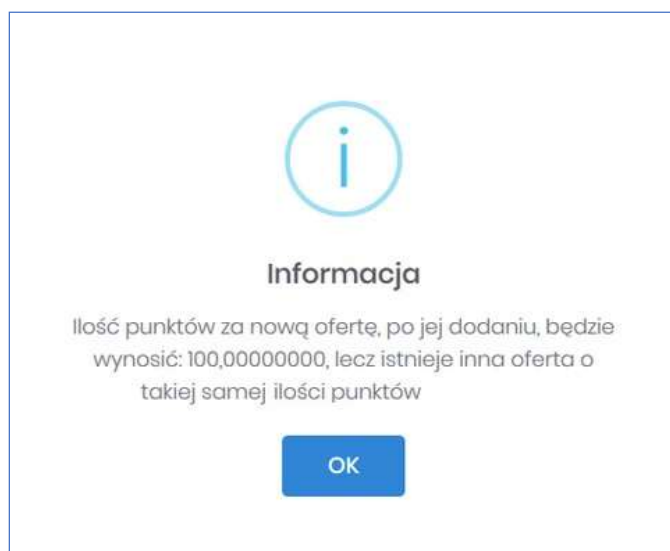 i
Informacja
Ilość punktów za nową ofertę, po jej dodaniu, będzie
wynosić: 100,00000000, lecz istnieje inna oferta o
takiej samej ilości punktów
OK